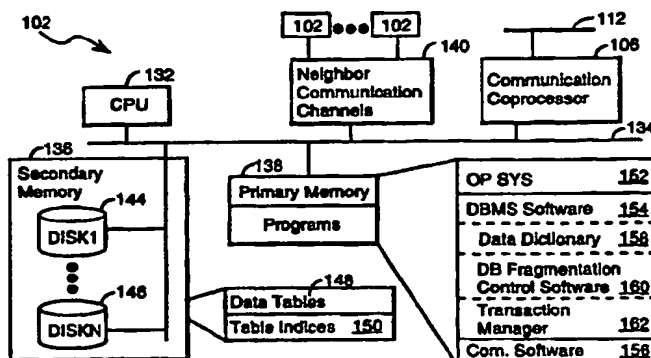 102
102 102
140
112
106
132
CPU
Neighbor
Communication
Channels
Communication
Coprocessor
134
136
Secondary
Memory
144
DISK1
146
DISKN
138
Primary Memory
Programs
148
Data Tables
Table Indices 150
OP SYS 152
DBMS Software 154
Data Dictionary 158
DB Fragmentation
Control Software 160
Transaction
Manager 162
Com. Software 156